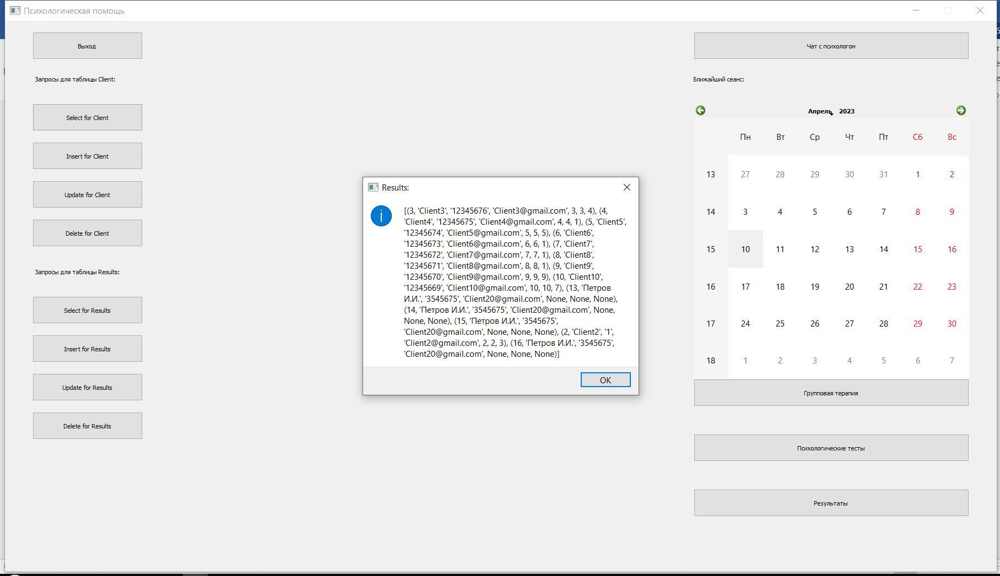 Психологическая помощь
Выход
Запросы для таблицы Client:
Select for Client
Insert for Client
Update for Client
Delete for Client
Запросы для таблицы Results:
Select for Results
Insert for Results
Update for Results
Delete for Results
Results:
[(3, 'Client3', '12345676', 'Client3@gmail.com', 3, 3, 4), (4,
'Client4', '12345675', 'Client4@gmail.com', 4, 4, 1), (5, 'Client5',
'12345674', 'Client5@gmail.com', 5, 5, 5), (6, 'Client6',
'12345673', 'Client6@gmail.com', 6, 6, 1), (7, 'Client7',
'12345672', 'Client7@gmail.com', 7, 7, 1), (8, 'Client8',
'12345671', 'Client8@gmail.com', 8, 8, 1), (9, 'Client9',
'12345670', 'Client9@gmail.com', 9, 9, 9), (10, 'Client10',
'12345669', 'Client10@gmail.com', 10, 10, 7), (13, 'Петров
И.И.', '3545675', 'Client20@gmail.com', None, None, None),
(14, 'Петров И.И.', '3545675', 'Client20@gmail.com', None,
None, None), (15, 'Петров И.И.', '3545675',
'Client20@gmail.com', None, None, None), (2, 'Client2', '1',
'Client2@gmail.com', 2, 2, 3), (16, 'Петров И.И.', '3545675',
'Client20@gmail.com', None, None, None)]
OK
Чат с психологом
Ближайший сеанс:
Апрель 2023
Пн Вт Ср Чт Пт Сб Вс
13 27 28 29 30 31 1 2
14 3 4 5 6 7 8 9
15 10 11 12 13 14 15 16
16 17 18 19 20 21 22 23
17 24 25 26 27 28 29 30
18 1 2 3 4 5 6 7
Групповая терапия
Психологические тесты
Результаты